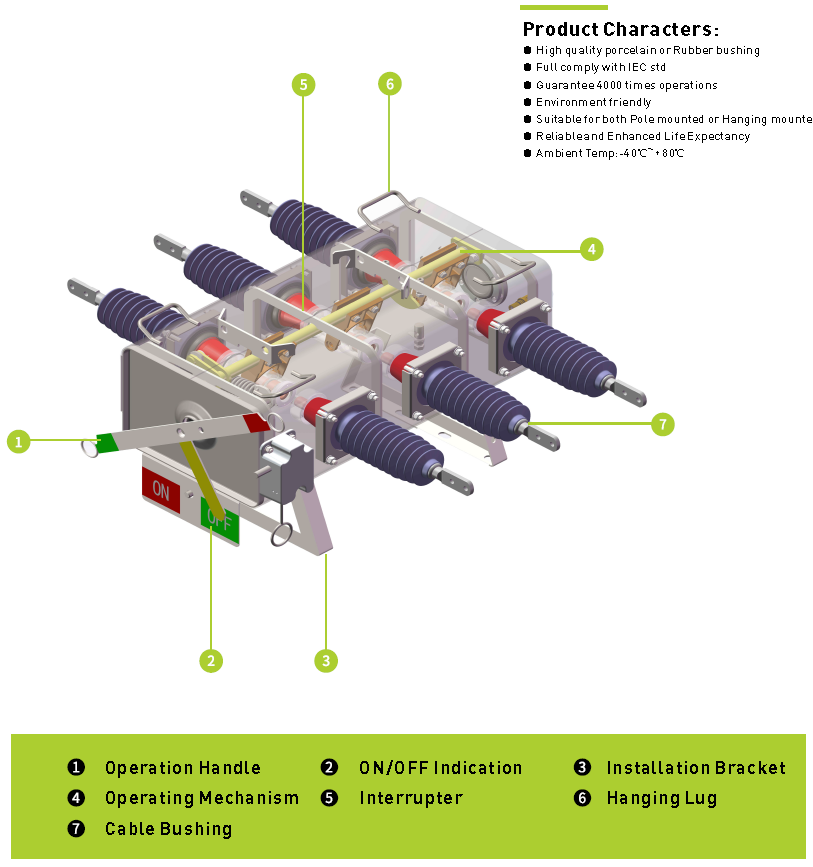 Product Characters:
● High quality porcelain or Rubber bushing
● Full comply with IEC std
● Guarantee 4000 times operations
● Environment friendly
● Suitable for both Pole mounted or Hanging mounte
● Reliable and Enhanced Life Expectancy
● Ambient Temp: -40℃~+80℃
5
6
4
1
7
ON
OFF
2
3
1 Operation Handle
2 ON/OFF Indication
3 Installation Bracket
4 Operating Mechanism
5 Interrupter
6 Hanging Lug
7 Cable Bushing